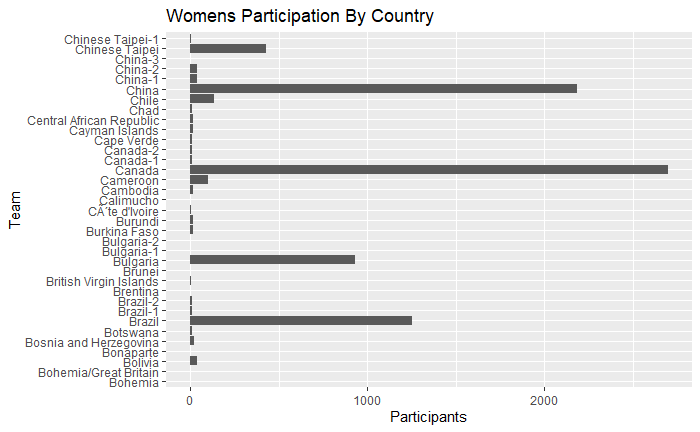 Womens Participation By Country
Chinese Taipei-1
Chinese Taipei
China-3
China-2
China-1
China
Chile
Chad
Central African Republic
Cayman Islands
Cape Verde
Canada-2
Canada-1
Canada
Cameroon
Cambodia
Calimucho
CÃ´te d'Ivoire
Burundi
Burkina Faso
Bulgaria-2
Bulgaria-1
Bulgaria
Brunei
British Virgin Islands
Brentina
Brazil-2
Brazil-1
Brazil
Botswana
Bosnia and Herzegovina
Bonaparte
Bolivia
Bohemia/Great Britain
Bohemia
Team
0 1000 2000
Participants